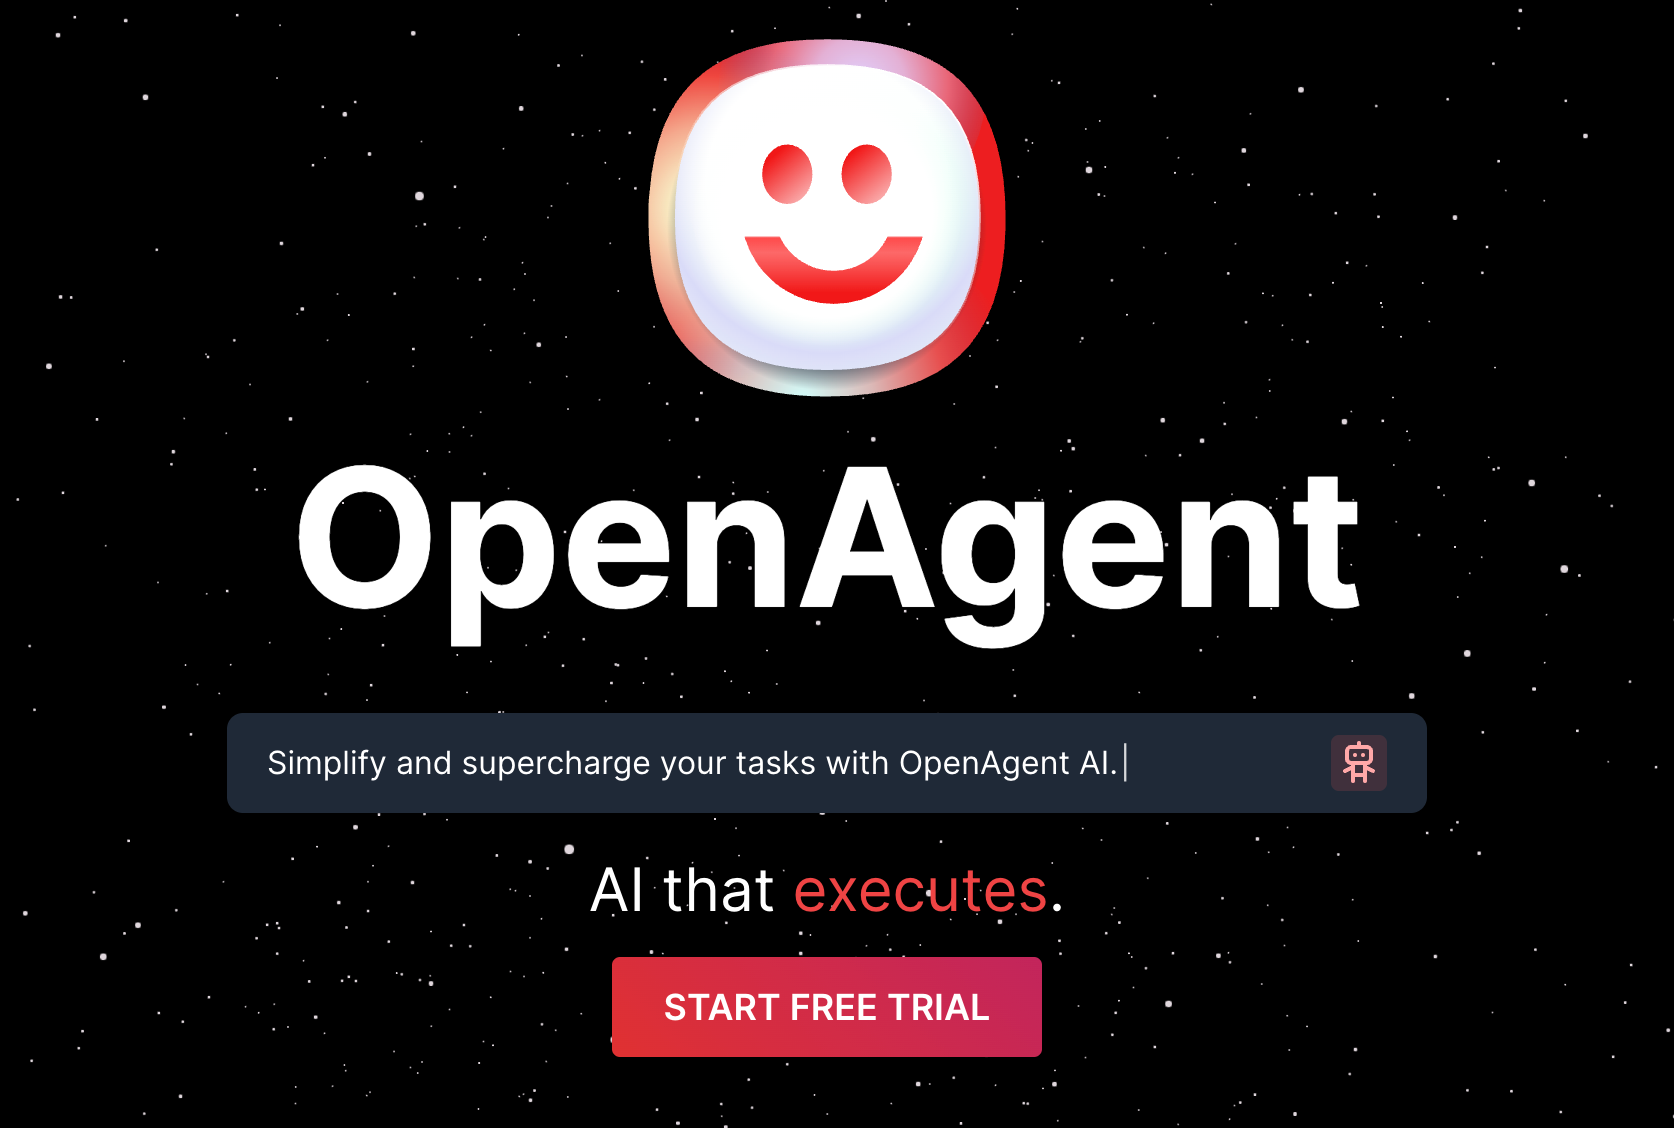 OpenAgent
Simplify and supercharge your tasks with OpenAgent AI.
AI that executes.
START FREE TRIAL